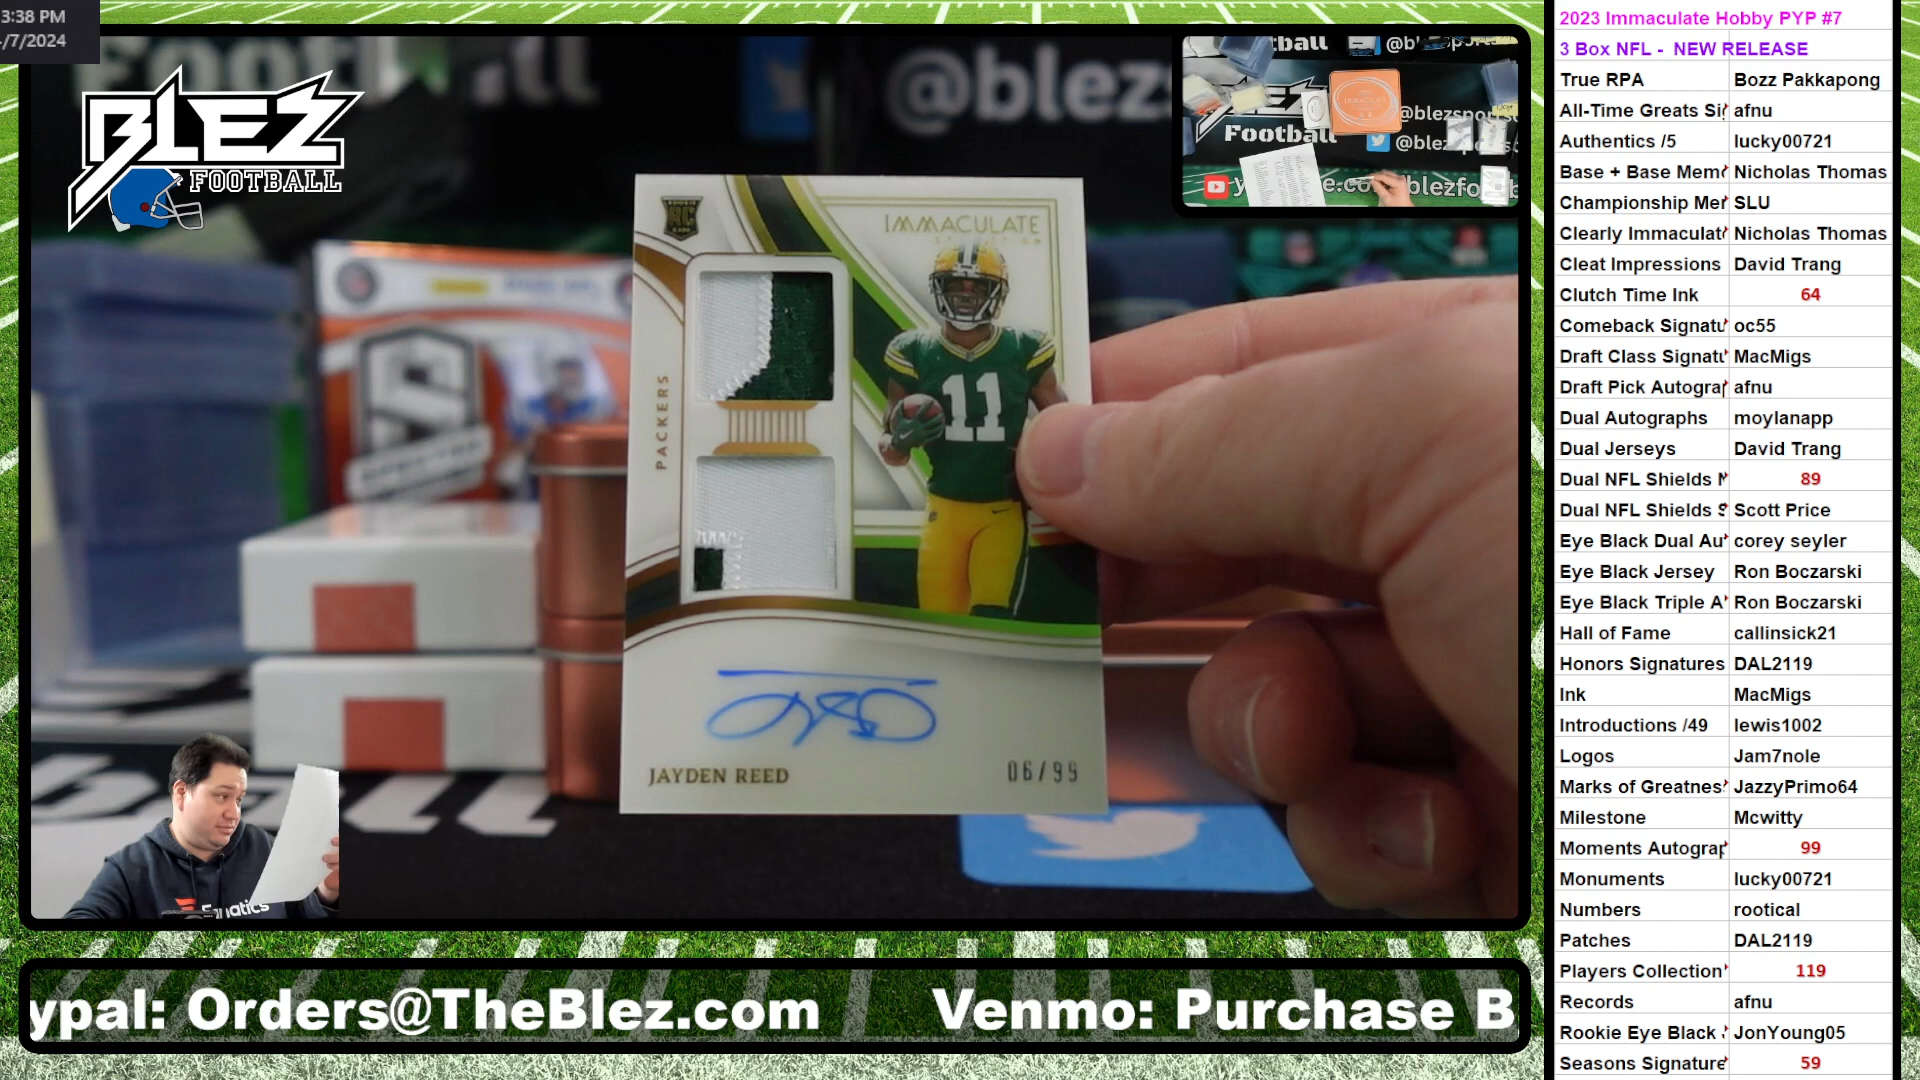 3:38 PM
/7/2024
BLEZ
FOOTBALL
@blez
Football
IMMACULATE
PACKERS
11
JAYDEN REED
06/99
Fanatics
ypal: Orders@TheBlez.com Venmo: Purchase B
2023 Immaculate Hobby PYP #7
3 Box NFL - NEW RELEASE
True RPA Bozz Pakkapong
All-Time Greats Si afnu
Authentics /5 lucky00721
Base + Base Mem Nicholas Thomas
Championship Me SLU
Clearly Immaculat Nicholas Thomas
Cleat Impressions David Trang
Clutch Time Ink 64
Comeback Signatu oc55
Draft Class Signatu MacMigs
Draft Pick Autogra afnu
Dual Autographs moylanapp
Dual Jerseys David Trang
Dual NFL Shields 89
Dual NFL Shields Scott Price
Eye Black Dual Au corey seyler
Eye Black Jersey Ron Boczarski
Eye Black Triple A Ron Boczarski
Hall of Fame callinsick21
Honors Signatures DAL2119
Ink MacMigs
Introductions /49 lewis1002
Logos Jam7nole
Marks of Greatnes JazzyPrimo64
Milestone Mcwitty
Moments Autograp 99
Monuments lucky00721
Numbers rootical
Patches DAL2119
Players Collection 119
Records afnu
Rookie Eye Black JonYoung05
Seasons Signature 59